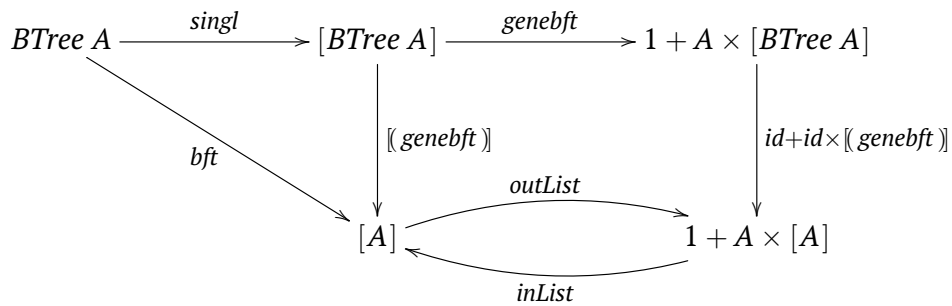 BTree A singl [BTree A] genebft 1 + A × [BTree A]
bft [( genebft )] id+id×[( genebft )]
outList
[A] 1 + A × [A]
inList